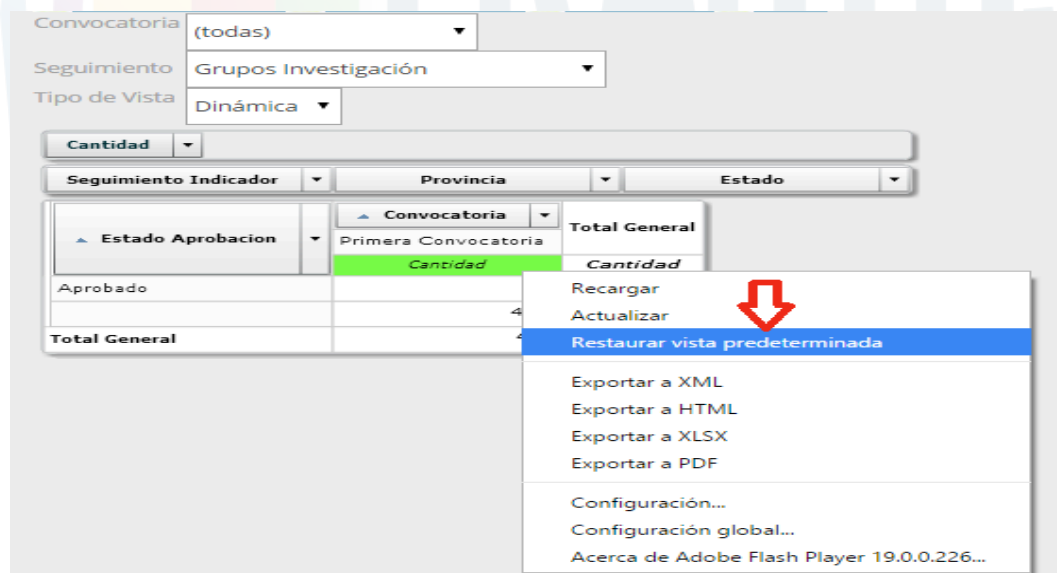 Convocatoria (todas)
Seguimiento Grupos Investigación
Tipo de Vista Dinámica
Cantidad
Seguimiento Indicador Provincia Estado
Estado Aprobacion Convocatoria Total General
Primera Convocatoria
Cantidad Cantidad
Aprobado
4
Total General 4
Recargar
Actualizar
Restaurar vista predeterminada
Exportar a XML
Exportar a HTML
Exportar a XLSX
Exportar a PDF
Configuración...
Configuración global...
Acerca de Adobe Flash Player 19.0.0.226...